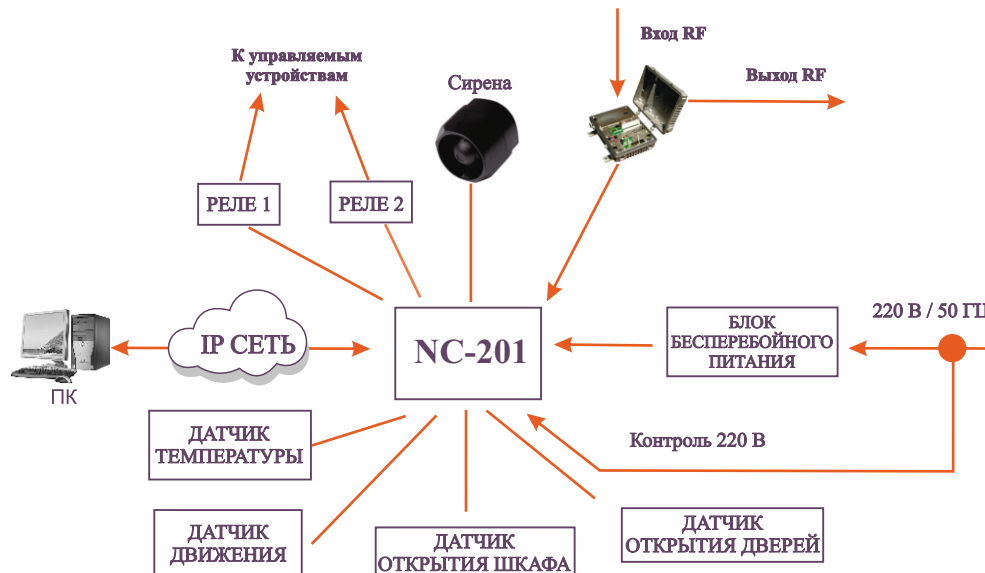 Вход RF
К управляемым
устройствам
Выход RF
Сирена
РЕЛЕ 1
РЕЛЕ 2
220 В / 50 ГЦ
IP СЕТЬ
NC-201
БЛОК
БЕСПЕРЕБОЙНОГО
ПИТАНИЯ
ПК
ДАТЧИК
ТЕМПЕРАТУРЫ
Контроль 220 В
ДАТЧИК
ДВИЖЕНИЯ
ДАТЧИК
ОТКРЫТИЯ ШКАФА
ДАТЧИК
ОТКРЫТИЯ ДВЕРЕЙ